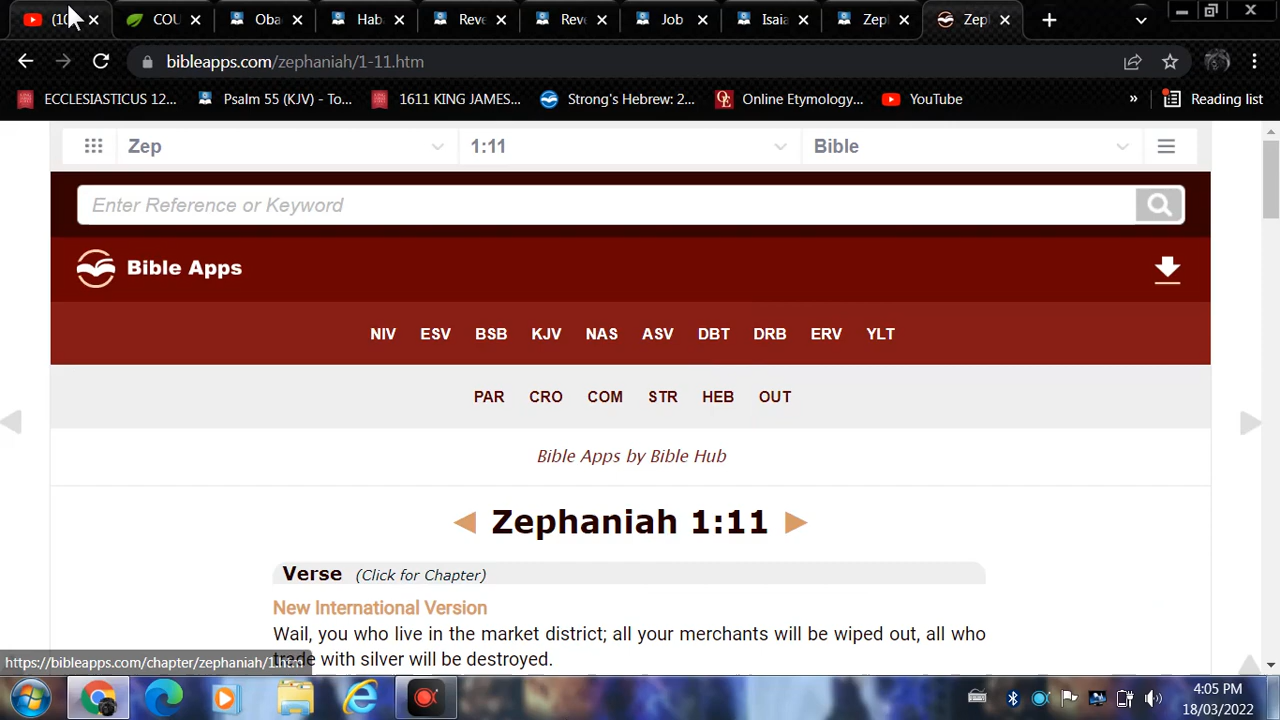 (10 COU Oba Hab Reve Reve Job Isaia Zepl Zep
bibleapps.com/zephaniah/1-11.htm
ECCLESIASTICUS 12... Psalm 55 (KJV) - To... 1611 KING JAMES... Strong's Hebrew: 2... OE Online Etymology... YouTube » Reading list
Zep 1:11 Bible
Enter Reference or Keyword
Bible Apps
NIV ESV BSB KJV NAS ASV DBT DRB ERV YLT
PAR CRO COM STR HEB OUT
Bible Apps by Bible Hub
Zephaniah 1:11
Verse (Click for Chapter)
New International Version
Wail, you who live in the market district; all your merchants will be wiped out, all who
trade with silver will be destroyed.
https://bibleapps.com/chapter/zephaniah/1.htm
4:05 PM
18/03/2022